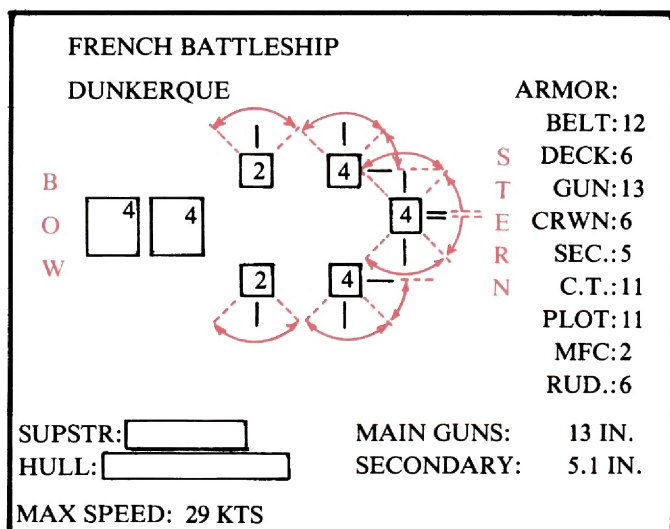 FRENCH BATTLESHIP
DUNKERQUE
ARMOR:
BELT: 12
DECK: 6
GUN: 13
CRWN: 6
SEC.: 5
C.T.: 11
PLOT: 11
MFC: 2
RUD.: 6
BOW
4 4
2 4
4
2 4
STERN
SUPSTR:
HULL:
MAIN GUNS: 13 IN.
SECONDARY: 5.1 IN.
MAX SPEED: 29 KTS